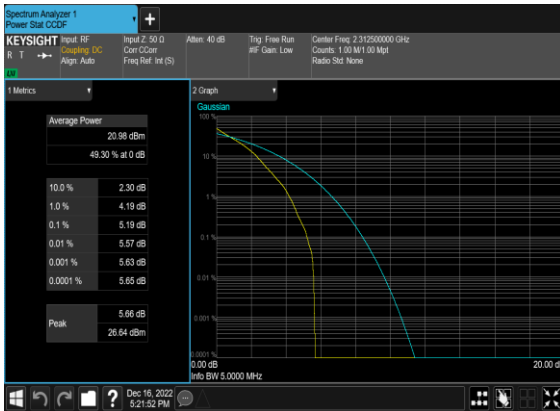 Spectrum Analyzer 1
Power Stat CCDF
+
KEYSIGHT
R T
LXI
Input: RF
Coupling: DC
Align: Auto
Input Z: 50 Ω
Corr CCorr
Freq Ref: Int (S)
Atten: 40 dB
Trig: Free Run
#IF Gain: Low
Center Freq: 2.312500000 GHz
Counts: 1.00 M/1.00 Mpt
Radio Std: None
1 Metrics
Average Power
20.98 dBm
49.30 % at 0 dB
10.0 % 2.30 dB
1.0 % 4.19 dB
0.1 % 5.19 dB
0.01 % 5.57 dB
0.001 % 5.63 dB
0.0001 % 5.65 dB
Peak
5.66 dB
26.64 dBm
2 Graph
Gaussian
100 %
10 %
1 %
0.1 %
0.01 %
0.001 %
0.0001 %
0.00 dB
20.00 d
Info BW 5.0000 MHz
?
Dec 16, 2022
5:21:52 PM